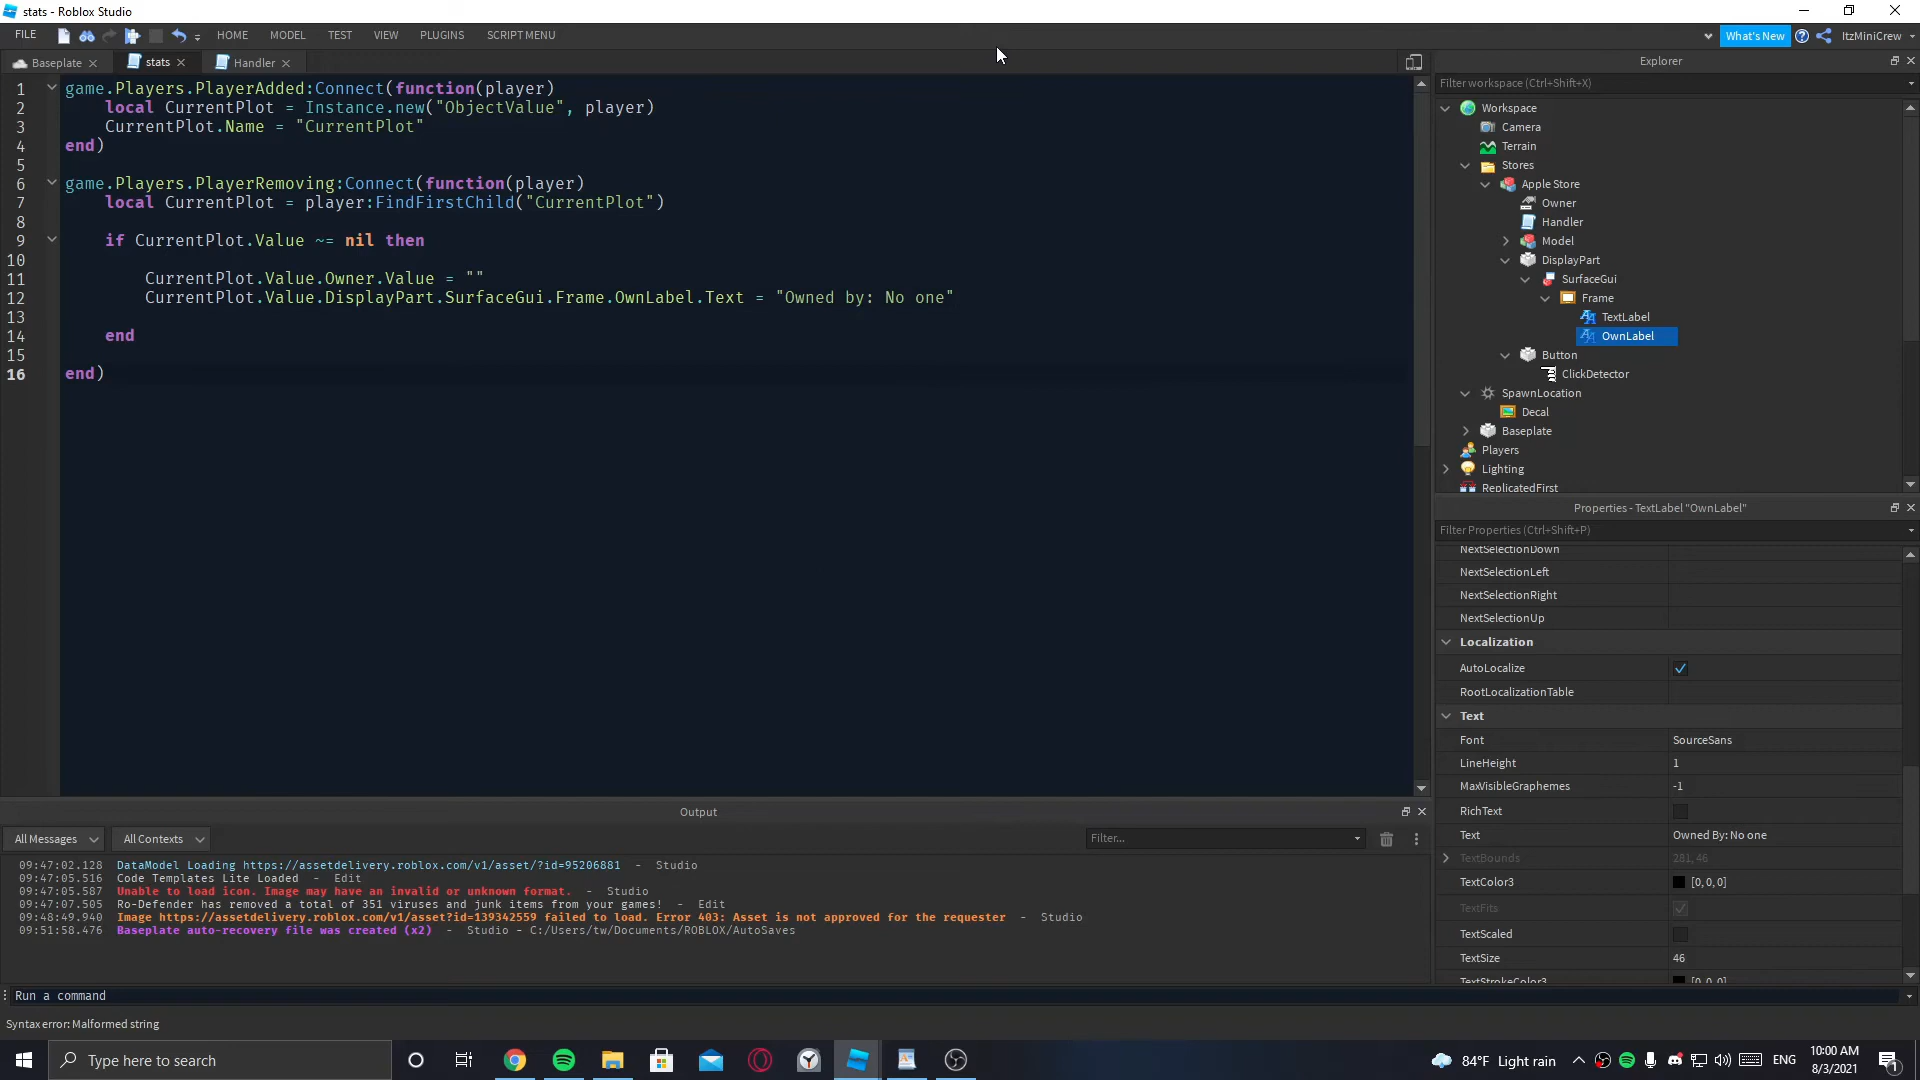 stats - Roblox Studio
FILE HOME MODEL TEST VIEW PLUGINS SCRIPT MENU What's New ItzMiniCrew
Baseplate stats Handler
1 game.Players.PlayerAdded:Connect(function(player)
2 local CurrentPlot = Instance.new("ObjectValue", player)
3 CurrentPlot.Name = "CurrentPlot"
4 end)
5
6 game.Players.PlayerRemoving:Connect(function(player)
7 local CurrentPlot = player:FindFirstChild("CurrentPlot")
8
9 if CurrentPlot.Value ~= nil then
10
11 CurrentPlot.Value.Owner.Value = ""
12 CurrentPlot.Value.DisplayPart.SurfaceGui.Frame.OwnLabel.Text = "Owned by: No one"
13
14 end
15
16 end)
Explorer
Filter workspace (Ctrl+Shift+X)
Workspace
Camera
Terrain
Stores
Apple Store
Owner
Handler
Model
DisplayPart
SurfaceGui
Frame
TextLabel
OwnLabel
Button
ClickDetector
SpawnLocation
Decal
Baseplate
Players
Lighting
ReplicatedFirst
Properties - TextLabel "OwnLabel"
Filter Properties (Ctrl+Shift+P)
NextSelectionDown
NextSelectionLeft
NextSelectionRight
NextSelectionUp
Localization
AutoLocalize
RootLocalizationTable
Text
Font SourceSans
LineHeight 1
MaxVisibleGraphemes -1
RichText
Text Owned By: No one
TextBounds 281, 46
TextColor3 [0, 0, 0]
TextFits
TextScaled
TextSize 46
TextStrokeColor3 [0, 0, 0]
Output
All Messages All Contexts Filter...
09:47:02.128 DataModel Loading https://assetdelivery.roblox.com/v1/asset/?id=95206881 - Studio
09:47:05.516 Code Templates Lite Loaded - Edit
09:47:05.587 Unable to load icon. Image may have an invalid or unknown format. - Studio
09:47:07.505 Ro-Defender has removed a total of 351 viruses and junk items from your games! - Edit
09:48:49.940 Image https://assetdelivery.roblox.com/v1/asset?id=139342559 failed to load. Error 403: Asset is not approved for the requester - Studio
09:51:58.476 Baseplate auto-recovery file was created (x2) - Studio - C:/Users/tw/Documents/ROBLOX/AutoSaves
Run a command
Syntax error: Malformed string
Type here to search
84°F Light rain ENG
10:00 AM
8/3/2021
1